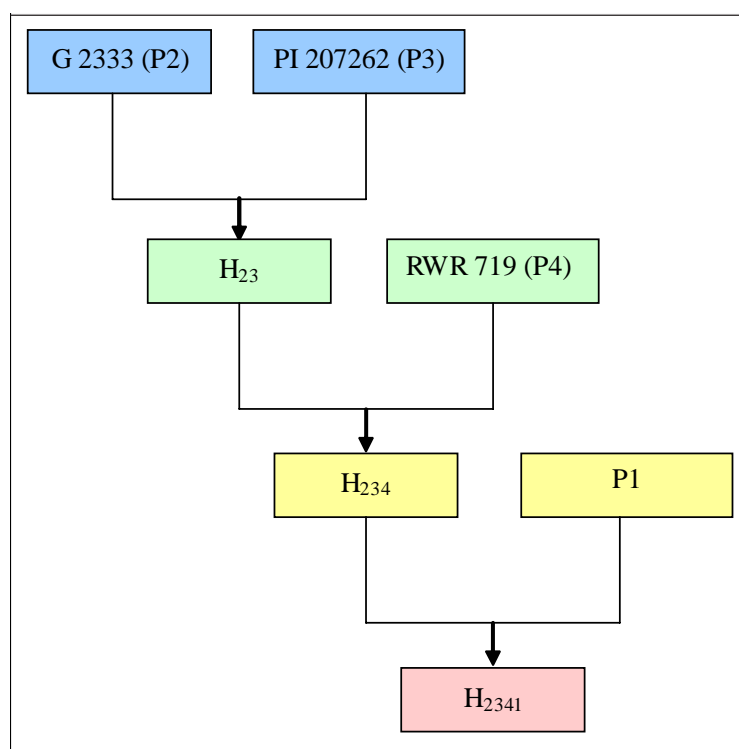 G 2333 (P2)
PI 207262 (P3)
H₂₃
RWR 719 (P4)
H₂₃₄
P1
H₂₃₄₁